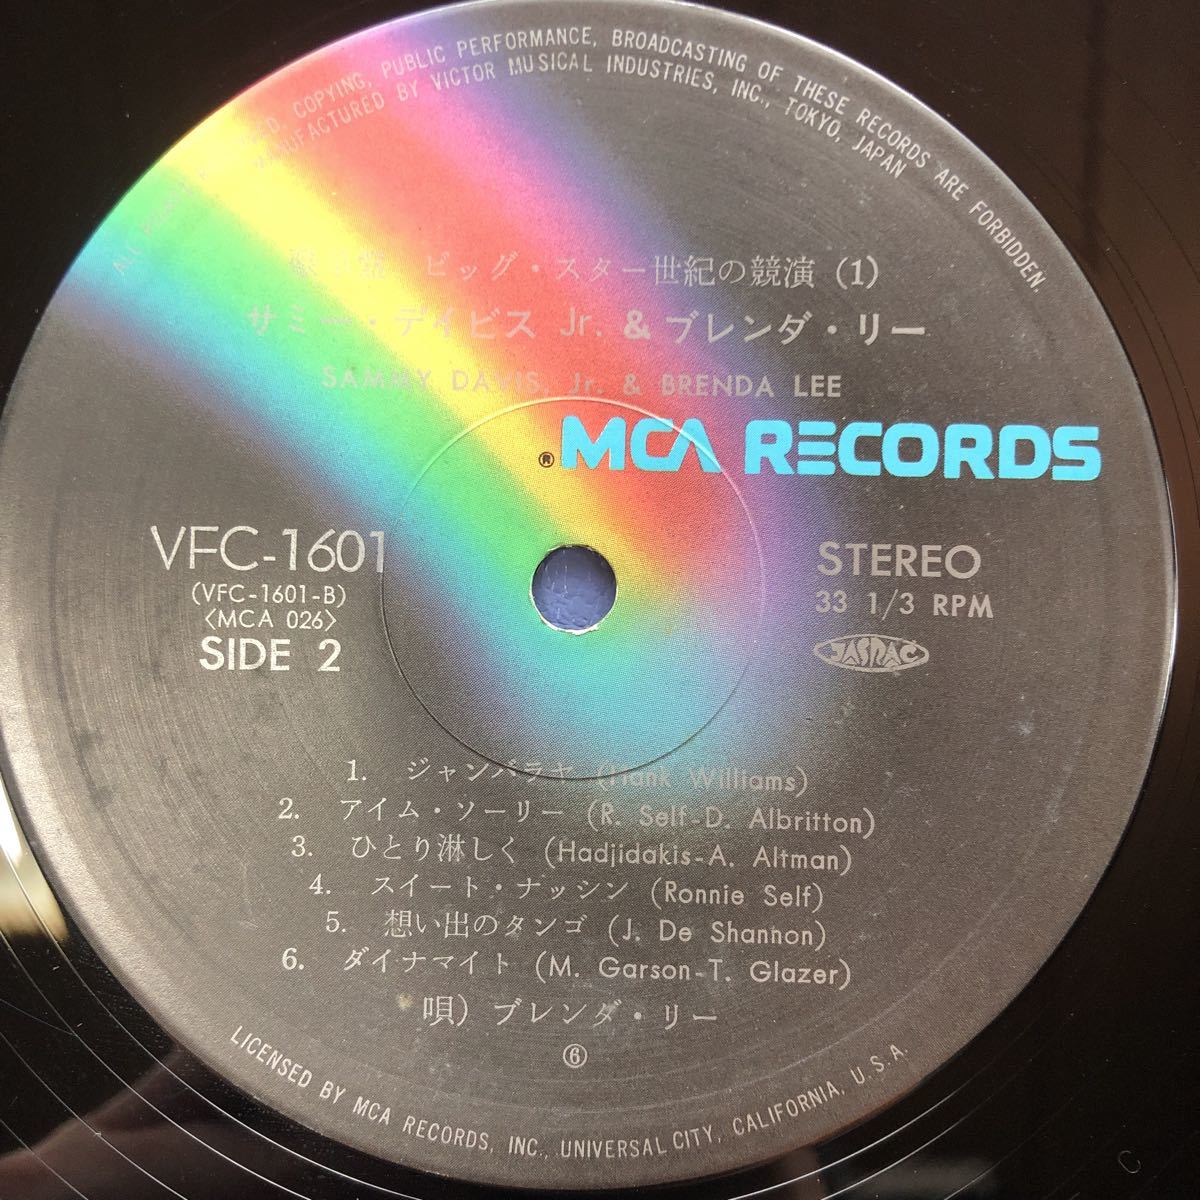 ALL RIGHTS RESERVED. COPYING, PUBLIC PERFORMANCE, BROADCASTING OF THESE RECORDS ARE FORBIDDEN.
MANUFACTURED BY VICTOR MUSICAL INDUSTRIES, INC., TOKYO, JAPAN
ビッグ・スター世紀の競演 (1)
サミー・デイビス Jr. & ブレンダ・リー
SAMMY DAVIS, Jr. & BRENDA LEE
® MCA RECORDS
VFC-1601
(VFC-1601-B)
〈MCA 026〉
SIDE 2
STEREO
33 1/3 RPM
JASRAC
1. ジャンバラヤ (Hank Williams)
2. アイム・ソーリー (R. Self-D. Albritton)
3. ひとり淋しく (Hadjidakis-A. Altman)
4. スイート・ナッシン (Ronnie Self)
5. 想い出のタンゴ (J. De Shannon)
6. ダイナマイト (M. Garson-T. Glazer)
唄) ブレンダ・リー
⑥
LICENSED BY MCA RECORDS, INC., UNIVERSAL CITY, CALIFORNIA, U.S.A.
C